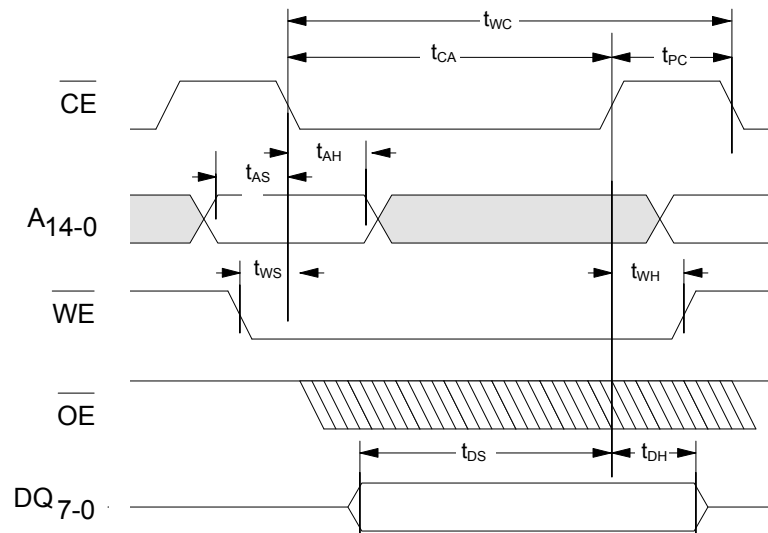 tWC
tCA tPC
CE
tAH
tAS
A14-0
tWS tWH
WE
OE
tDS tDH
DQ7-0